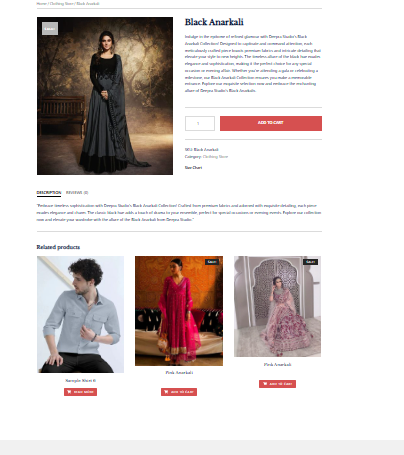 Home / Clothing Store / Black Anarkali
Black Anarkali
Indulge in the epitome of refined glamour with Deepsu Studio's Black
Anarkali Collection! Designed to captivate and command attention, each
meticulously crafted piece boasts premium fabrics and intricate detailing that
elevate your style to new heights. The timeless allure of the black hue exudes
elegance and sophistication, making it the perfect choice for any special
occasion or evening affair. Whether you're attending a gala or celebrating a
milestone, our Black Anarkali Collection ensures you make a memorable
entrance. Explore our exquisite selection now and embrace the enchanting
allure of Deepsu Studio's Black Anarkali.
1
ADD TO CART
SKU: Black Anarkali
Category: Clothing Store
Size Chart
DESCRIPTION REVIEWS (0)
"Embrace timeless sophistication with Deepsu Studio's Black Anarkali Collection! Crafted from premium fabrics and adorned with exquisite detailing, each piece
exudes elegance and charm. The classic black hue adds a touch of drama to your ensemble, perfect for special occasions or evening events. Explore our collection
now and elevate your wardrobe with the allure of the Black Anarkali from Deepsu Studio."
Related products
SALE!
SALE!
Sample Shirt 6
Pink Anarkali
Pink Anarkali
READ MORE
ADD TO CART
ADD TO CART